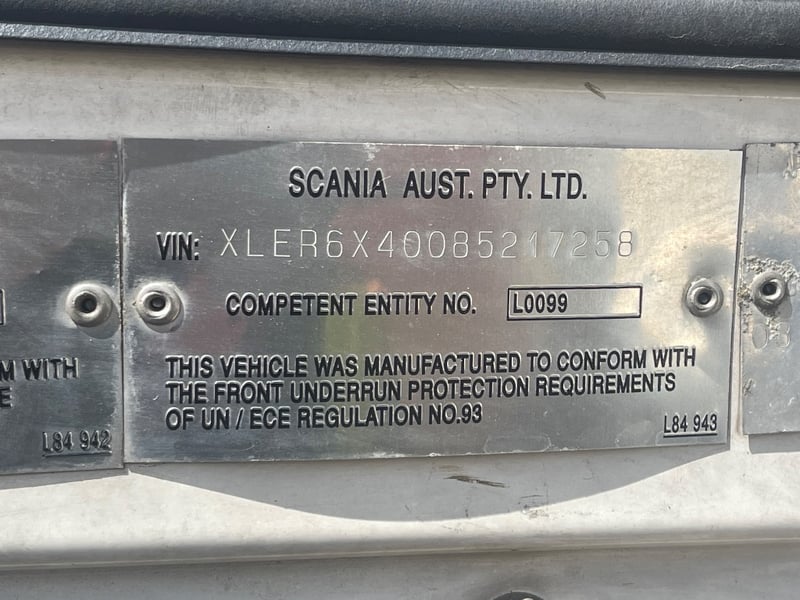 SCANIA AUST. PTY. LTD.
VIN: XLER6X40085217258
COMPETENT ENTITY NO. L0099
THIS VEHICLE WAS MANUFACTURED TO CONFORM WITH
THE FRONT UNDERRUN PROTECTION REQUIREMENTS
OF UN / ECE REGULATION NO.93
L84 943
WITH
L84 942